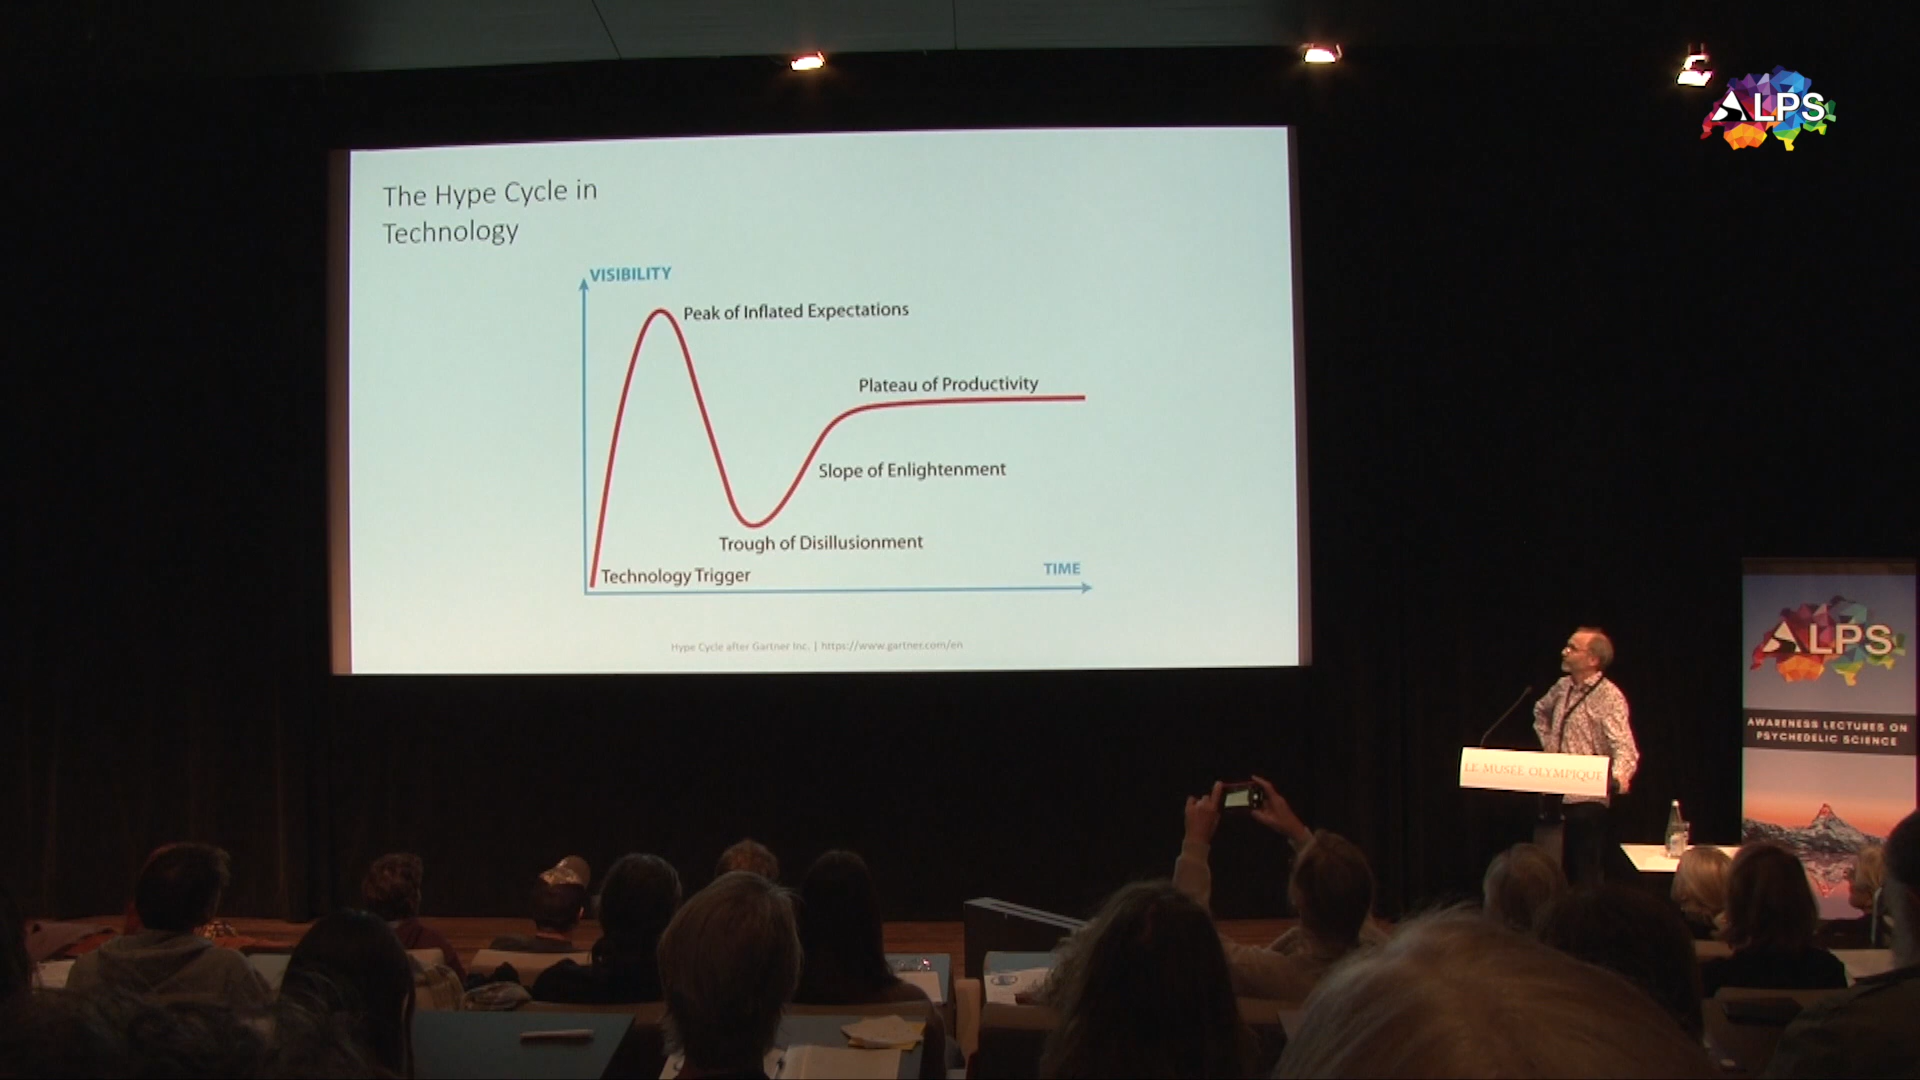 ALPS
The Hype Cycle in
Technology
VISIBILITY
Peak of Inflated Expectations
Plateau of Productivity
Slope of Enlightenment
Trough of Disillusionment
Technology Trigger
TIME
Hype Cycle after Gartner Inc. | https://www.gartner.com/en
ALPS
AWARENESS LECTURES ON
PSYCHEDELIC SCIENCE
LE MUSÉE OLYMPIQUE